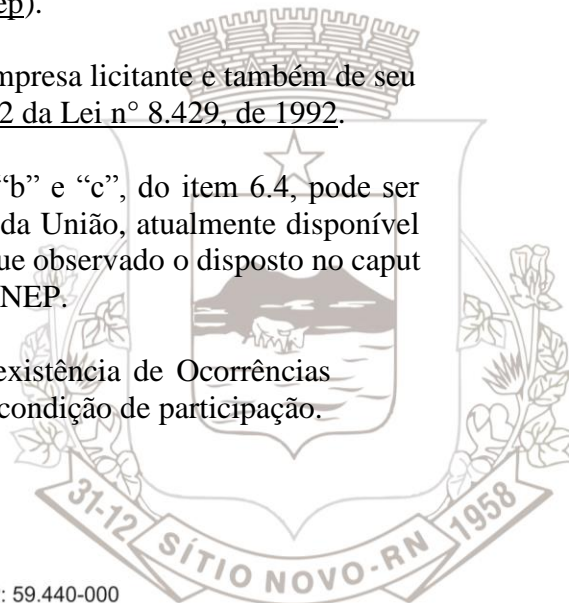 ep).
mpresa licitante e também de seu
2 da Lei n° 8.429, de 1992.
“b” e “c”, do item 6.4, pode ser
da União, atualmente disponível
ue observado o disposto no caput
NEP.
existência de Ocorrências
condição de participação.
31-12 SÍTIO NOVO-RN 1958
: 59.440-000